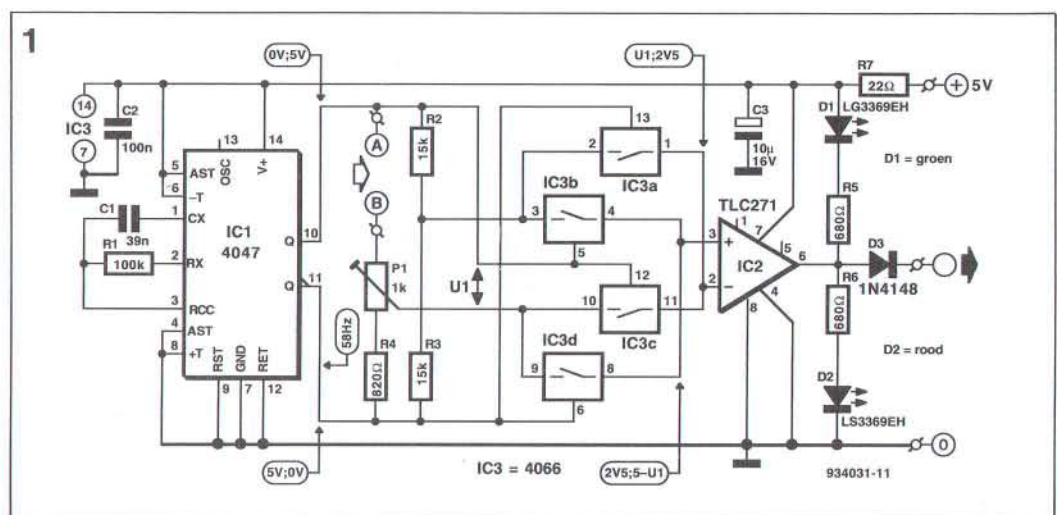 1
0V;5V
U1;2V5
R7
22Ω
5V
14
C2
IC3
7
100n
13
14
OSC
V+
5
AST
6
–T
C1
1
CX
39n
IC1
4047
R1
100k
2
RX
3
RCC
4
AST
8
+T
RST
GND
RET
9
7
12
Q
10
Q
11
A
B
R2
15k
P1
1k
58Hz
R4
820Ω
R3
15k
U1
5V;0V
13
2
1
IC3a
IC3b
3
4
5
12
10
11
IC3c
IC3d
9
8
6
C3
10µ
16V
TLC271
1
7
5
3
+
IC2
6
2
–
4
8
D1
LG3369EH
D1 = groen
R5
680Ω
D3
1N4148
R6
680Ω
D2 = rood
D2
LS3369EH
0
IC3 = 4066
2V5;5–U1
934031-11